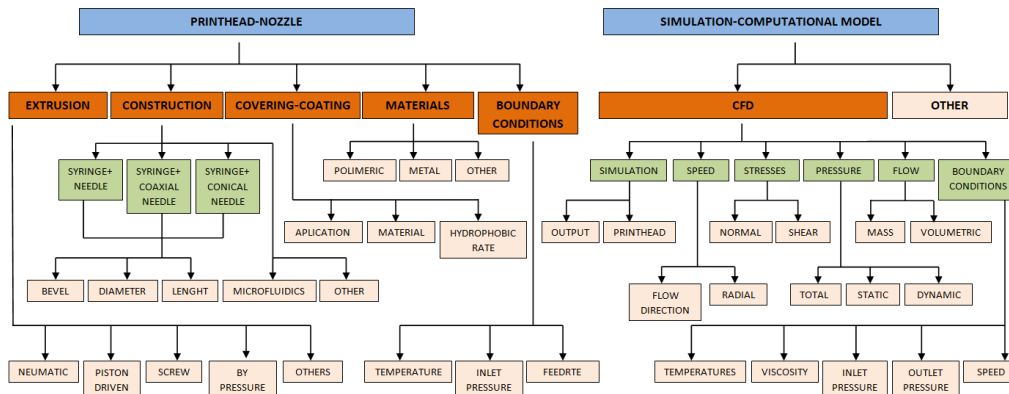 PRINTHEAD-NOZZLE
SIMULATION-COMPUTATIONAL MODEL
EXTRUSION
CONSTRUCTION
COVERING-COATING
MATERIALS
BOUNDARY
CONDITIONS
CFD
OTHER
SYRINGE+
NEEDLE
SYRINGE+
COAXIAL
NEEDLE
SYRINGE+
CONICAL
NEEDLE
POLIMERIC
METAL
OTHER
SIMULATION
SPEED
STRESSES
PRESSURE
FLOW
BOUNDARY
CONDITIONS
APLICATION
MATERIAL
HYDROPHOBIC
RATE
OUTPUT
PRINTHEAD
NORMAL
SHEAR
MASS
VOLUMETRIC
BEVEL
DIAMETER
LENGHT
MICROFLUIDICS
OTHER
FLOW
DIRECTION
RADIAL
TOTAL
STATIC
DYNAMIC
NEUMATIC
PISTON
DRIVEN
SCREW
BY
PRESSURE
OTHERS
TEMPERATURE
INLET
PRESSURE
FEEDRTE
TEMPERATURES
VISCOSITY
INLET
PRESSURE
OUTLET
PRESSURE
SPEED